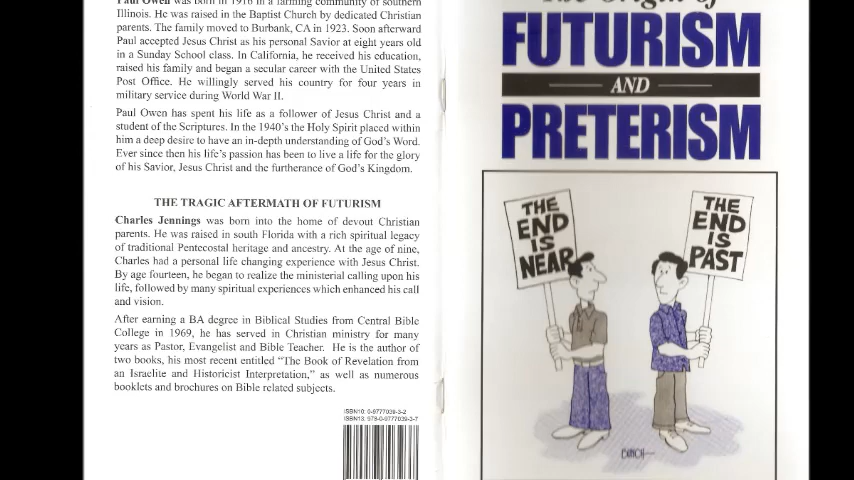 Paul Owen was born in 1916 in a farming community of southern
Illinois. He was raised in the Baptist Church by dedicated Christian
parents. The family moved to Burbank, CA in 1923. Soon afterward
Paul accepted Jesus Christ as his personal Savior at eight years old
in a Sunday School class. In California, he received his education,
raised his family and began a secular career with the United States
Post Office. He willingly served his country for four years in
military service during World War II.
Paul Owen has spent his life as a follower of Jesus Christ and a
student of the Scriptures. In the 1940's the Holy Spirit placed within
him a deep desire to have an in-depth understanding of God's Word.
Ever since then his life's passion has been to live a life for the glory
of his Savior, Jesus Christ and the furtherance of God's Kingdom.
THE TRAGIC AFTERMATH OF FUTURISM
Charles Jennings was born into the home of devout Christian
parents. He was raised in south Florida with a rich spiritual legacy
of traditional Pentecostal heritage and ancestry. At the age of nine,
Charles had a personal life changing experience with Jesus Christ.
By age fourteen, he began to realize the ministerial calling upon his
life, followed by many spiritual experiences which enhanced his call
and vision.
After earning a BA degree in Biblical Studies from Central Bible
College in 1969, he has served in Christian ministry for many
years as Pastor, Evangelist and Bible Teacher. He is the author of
two books, his most recent entitled “The Book of Revelation from
an Israelite and Historicist Interpretation,” as well as numerous
booklets and brochures on Bible related subjects.
ISBN10: 0-9777039-3-2
ISBN13: 978-0-9777039-3-7
The Origin of
FUTURISM
AND
PRETERISM
THE
END
IS
NEAR
THE
END
IS
PAST